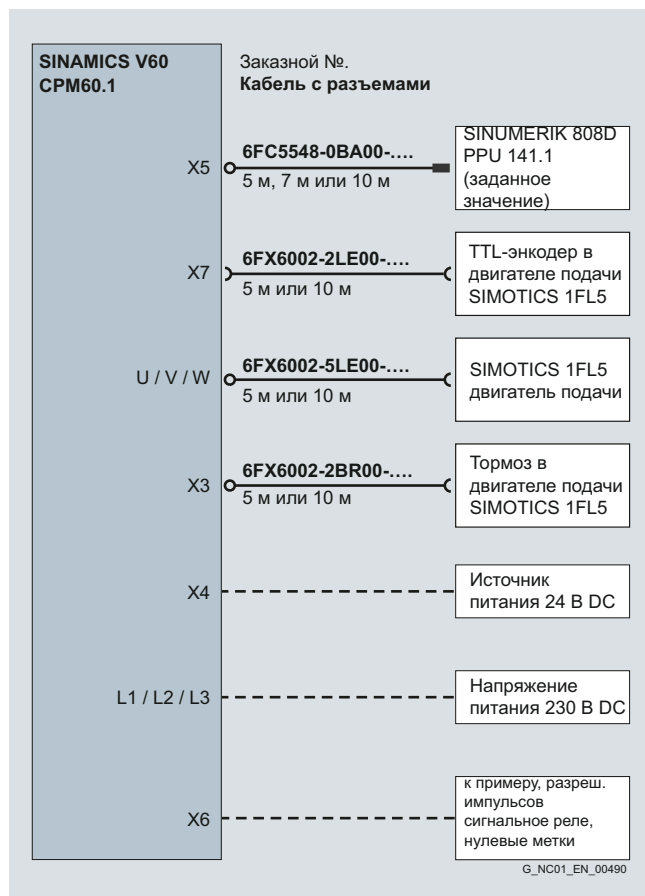 SINAMICS V60
CPM60.1
Заказной №.
Кабель с разъемами
X5
6FC5548-0BA00-....
5 м, 7 м или 10 м
SINUMERIK 808D
PPU 141.1
(заданное
значение)
X7
6FX6002-2LE00-....
5 м или 10 м
TTL-энкодер в
двигателе подачи
SIMOTICS 1FL5
U / V / W
6FX6002-5LE00-....
5 м или 10 м
SIMOTICS 1FL5
двигатель подачи
X3
6FX6002-2BR00-....
5 м или 10 м
Тормоз в
двигателе подачи
SIMOTICS 1FL5
X4
Источник
питания 24 В DC
L1 / L2 / L3
Напряжение
питания 230 В DC
X6
к примеру, разреш.
импульсов
сигнальное реле,
нулевые метки
G_NC01_EN_00490